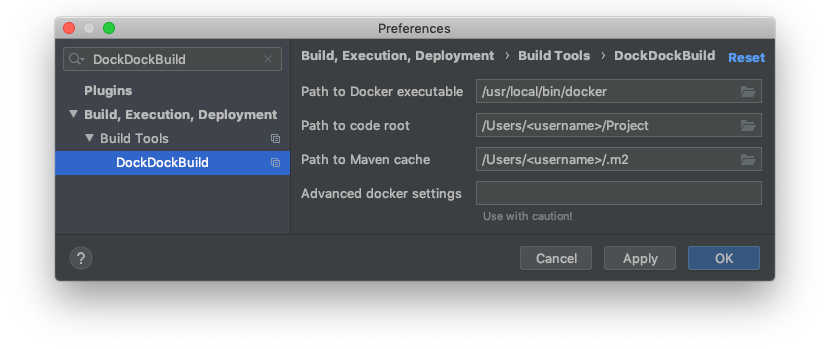 Preferences
DockDockBuild
Plugins
Build, Execution, Deployment
Build Tools
DockDockBuild
Build, Execution, Deployment › Build Tools › DockDockBuild Reset
Path to Docker executable /usr/local/bin/docker
Path to code root /Users/<username>/Project
Path to Maven cache /Users/<username>/.m2
Advanced docker settings
Use with caution!
? Cancel Apply OK